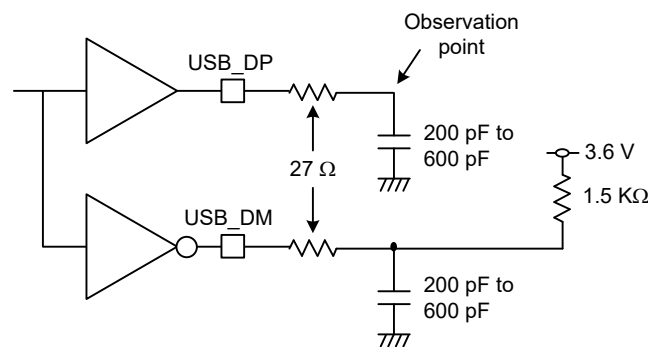 Observation
point
USB_DP
200 pF to
600 pF
27 Ω
3.6 V
1.5 KΩ
USB_DM
200 pF to
600 pF